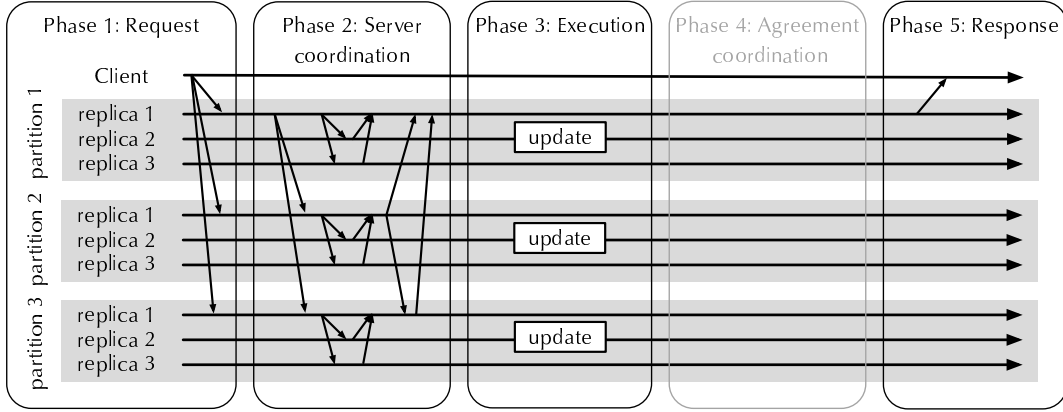 Phase 1: Request
Phase 2: Server
coordination
Phase 3: Execution
Phase 4: Agreement
coordination
Phase 5: Response
Client
partition 1
replica 1
replica 2
replica 3
update
partition 2
replica 1
replica 2
replica 3
update
partition 3
replica 1
replica 2
replica 3
update